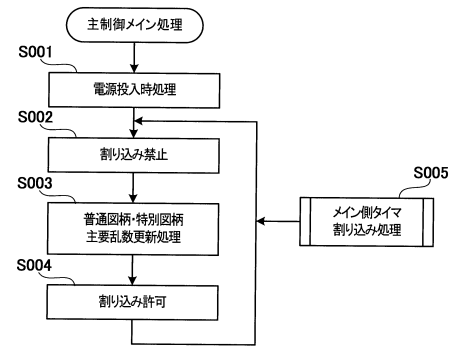 主制御メイン処理
S001
電源投入時処理
S002
割り込み禁止
S003
普通図柄・特別図柄
主要乱数更新処理
S005
メイン側タイマ
割り込み処理
S004
割り込み許可